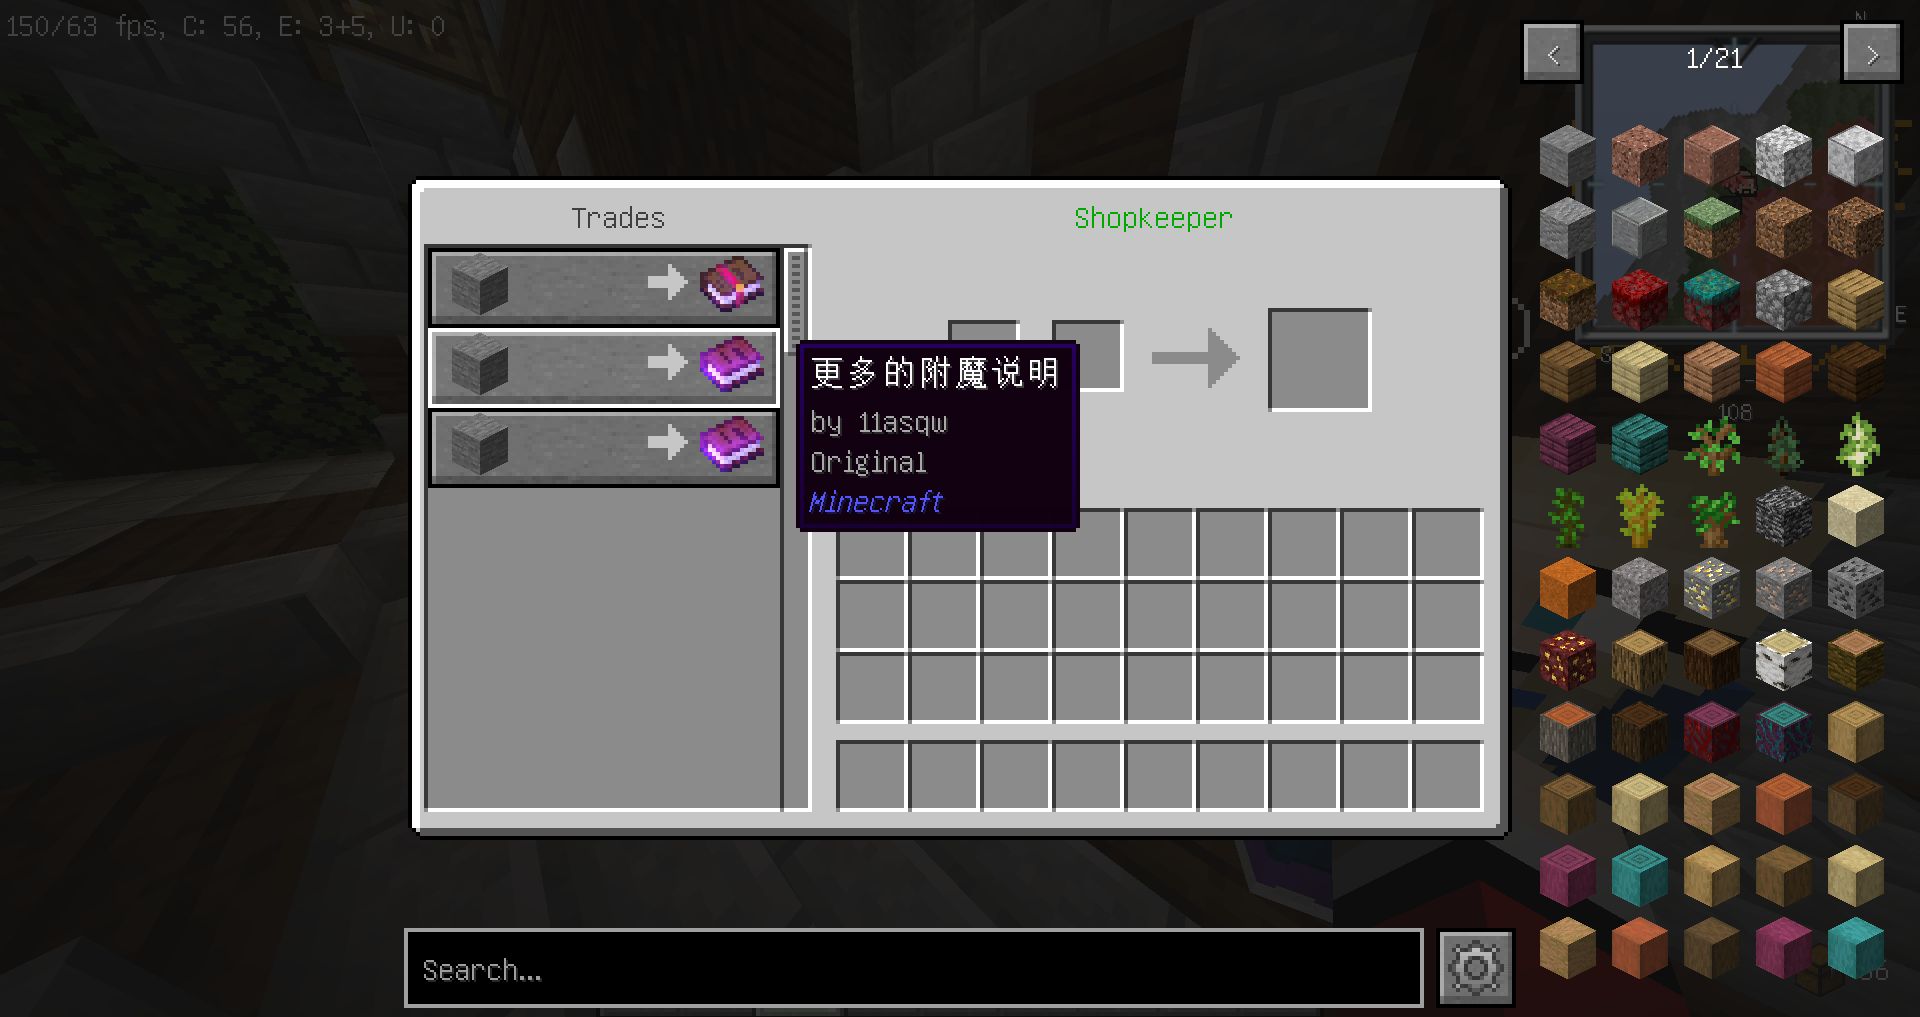 150/63 fps, C: 56, E: 3+5, U: 0
N
< 1/21 >
Trades
Shopkeeper
E
更多的附魔说明
by 11asqw
Original
Minecraft
108
Search...